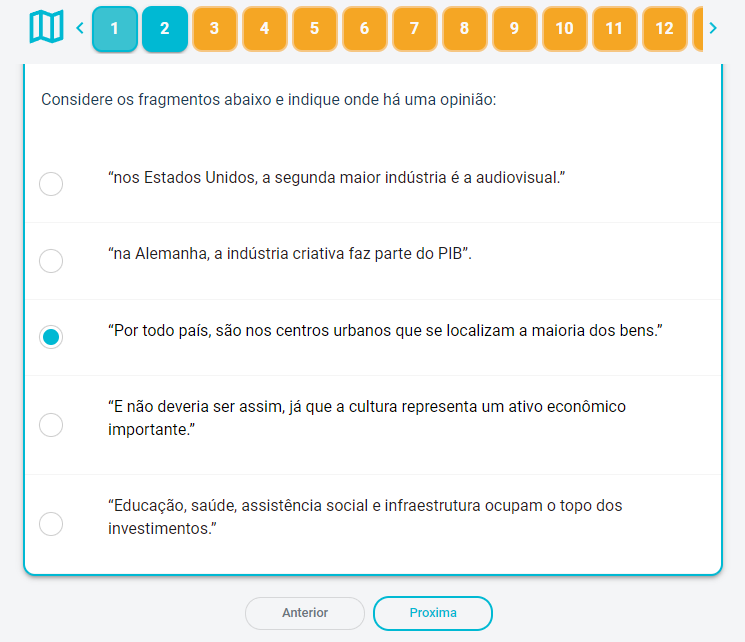 1 2 3 4 5 6 7 8 9 10 11 12
Considere os fragmentos abaixo e indique onde há uma opinião:
“nos Estados Unidos, a segunda maior indústria é a audiovisual.”
“na Alemanha, a indústria criativa faz parte do PIB”.
“Por todo país, são nos centros urbanos que se localizam a maioria dos bens.”
“E não deveria ser assim, já que a cultura representa um ativo econômico
importante.”
“Educação, saúde, assistência social e infraestrutura ocupam o topo dos
investimentos.”
Anterior Proxima